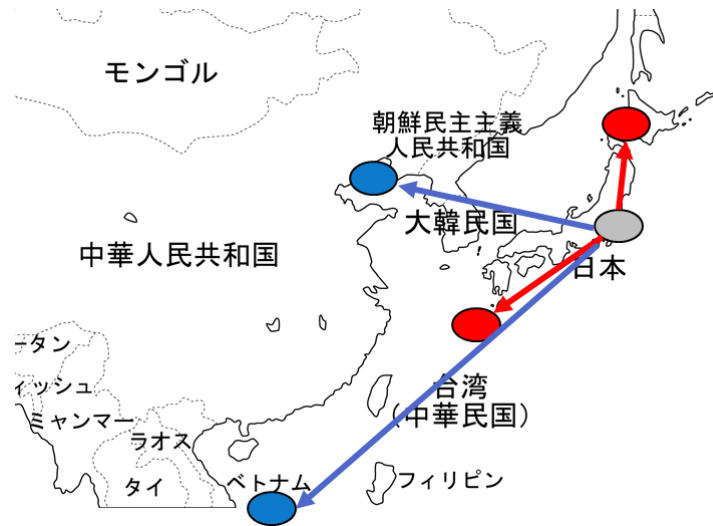 モンゴル
朝鮮民主主義
人民共和国
大韓民国
中華人民共和国
日本
ータン
ィッシュ
ミャンマー
ラオス
タイ
ベトナム
台湾
(中華民国)
フィリピン